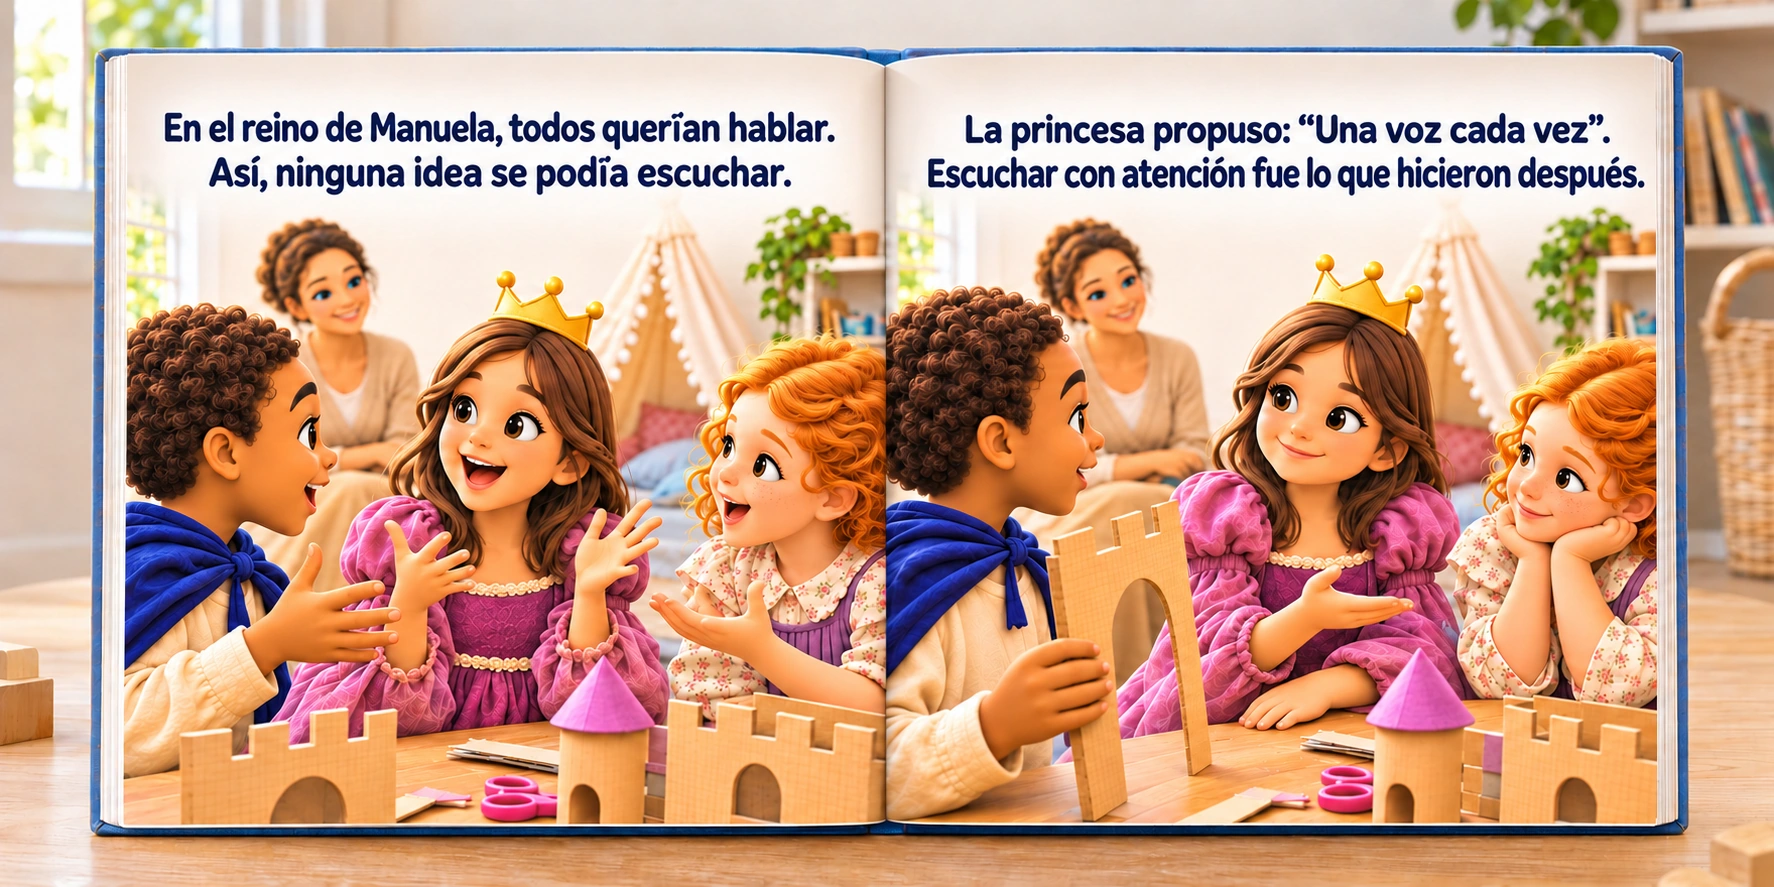 En el reino de Manuela, todos querían hablar.
Así, ninguna idea se podía escuchar.
La princesa propuso: “Una voz cada vez”.
Escuchar con atención fue lo que hicieron después.